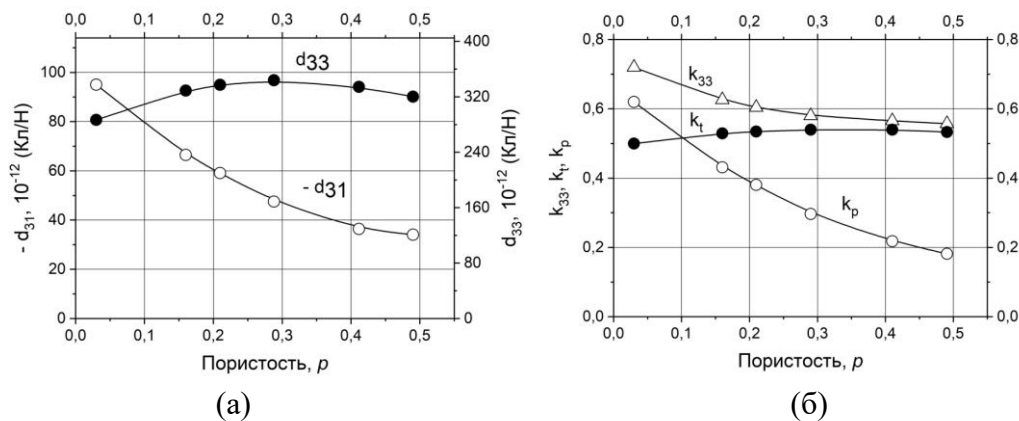 0,0 0,1 0,2 0,3 0,4 0,5
100
80
60
40
20
0
- d31, 10-12 (Кл/Н)
d33
- d31
400
320
240
160
80
0
d33, 10-12 (Кл/Н)
0,0 0,1 0,2 0,3 0,4 0,5
Пористость, p
(а)
0,0 0,1 0,2 0,3 0,4 0,5
0,8
0,6
0,4
0,2
0,0
k33, kt, kp
k33
kt
kp
0,8
0,6
0,4
0,2
0,0
0,0 0,1 0,2 0,3 0,4 0,5
Пористость, p
(б)